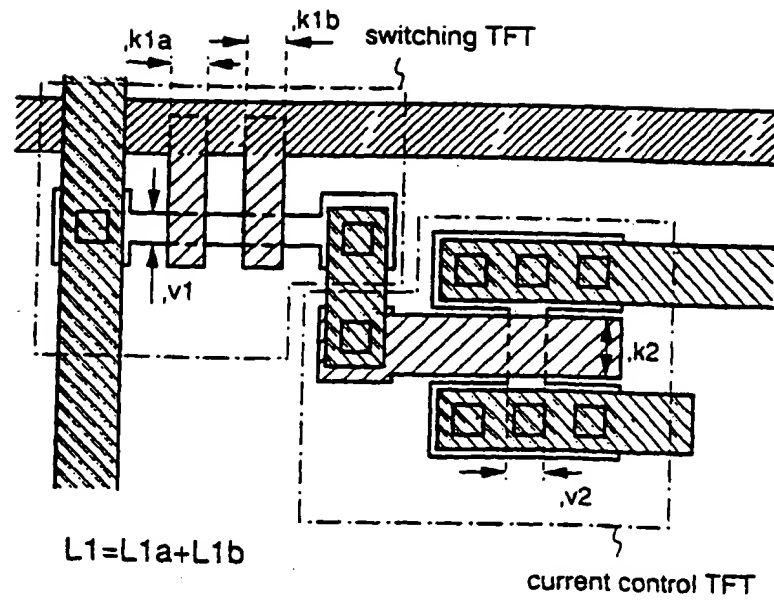 ,k1b
,k1a
switching TFT
,v1
,k2
,v2
L1=L1a+L1b
current control TFT